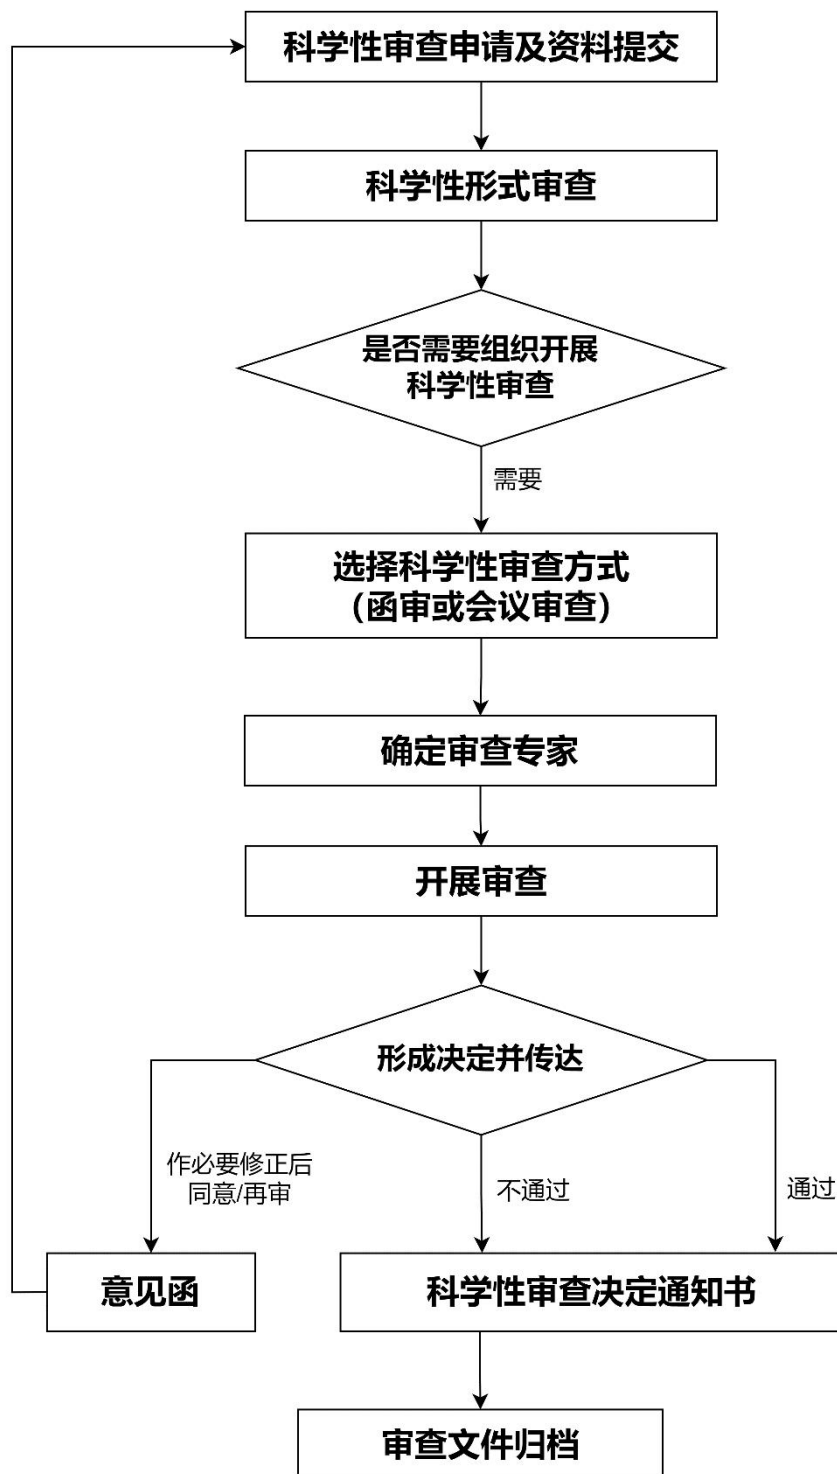 科学性审查申请及资料提交
科学性形式审查
是否需要组织开展
科学性审查
需要
选择科学性审查方式
（函审或会议审查）
确定审查专家
开展审查
形成决定并传达
作必要修正后
同意/再审
不通过
通过
意见函
科学性审查决定通知书
审查文件归档